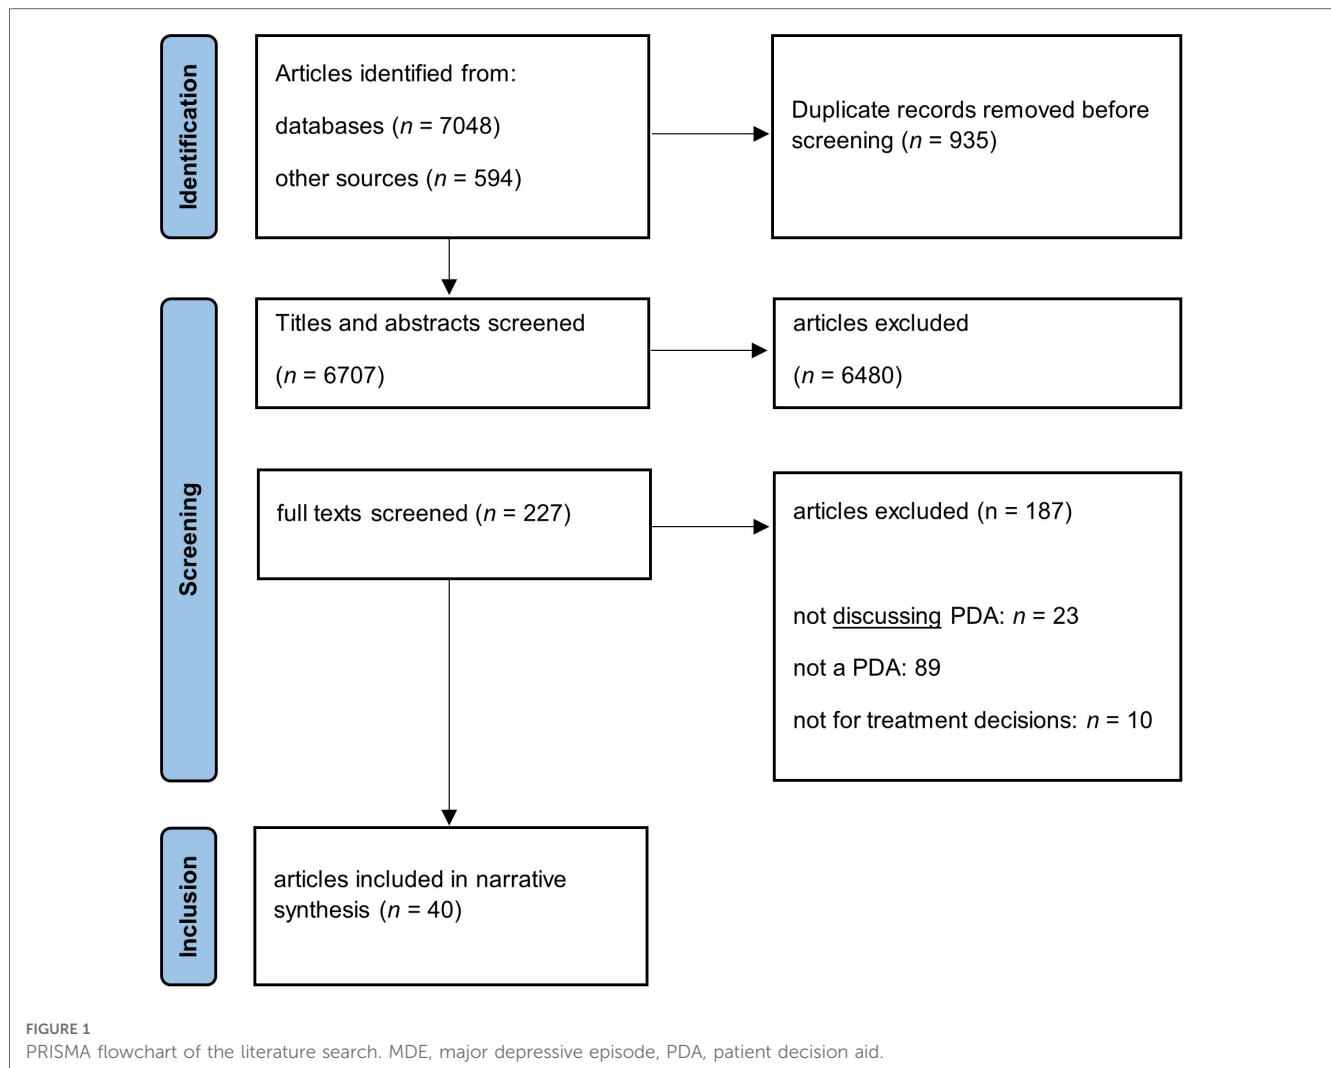 Identification
Articles identified from:
databases (n = 7048)
other sources (n = 594)
Duplicate records removed before
screening (n = 935)
Screening
Titles and abstracts screened
(n = 6707)
articles excluded
(n = 6480)
full texts screened (n = 227)
articles excluded (n = 187)
not discussing PDA: n = 23
not a PDA: 89
not for treatment decisions: n = 10
Inclusion
articles included in narrative
synthesis (n = 40)
FIGURE 1
PRISMA flowchart of the literature search. MDE, major depressive episode, PDA, patient decision aid.